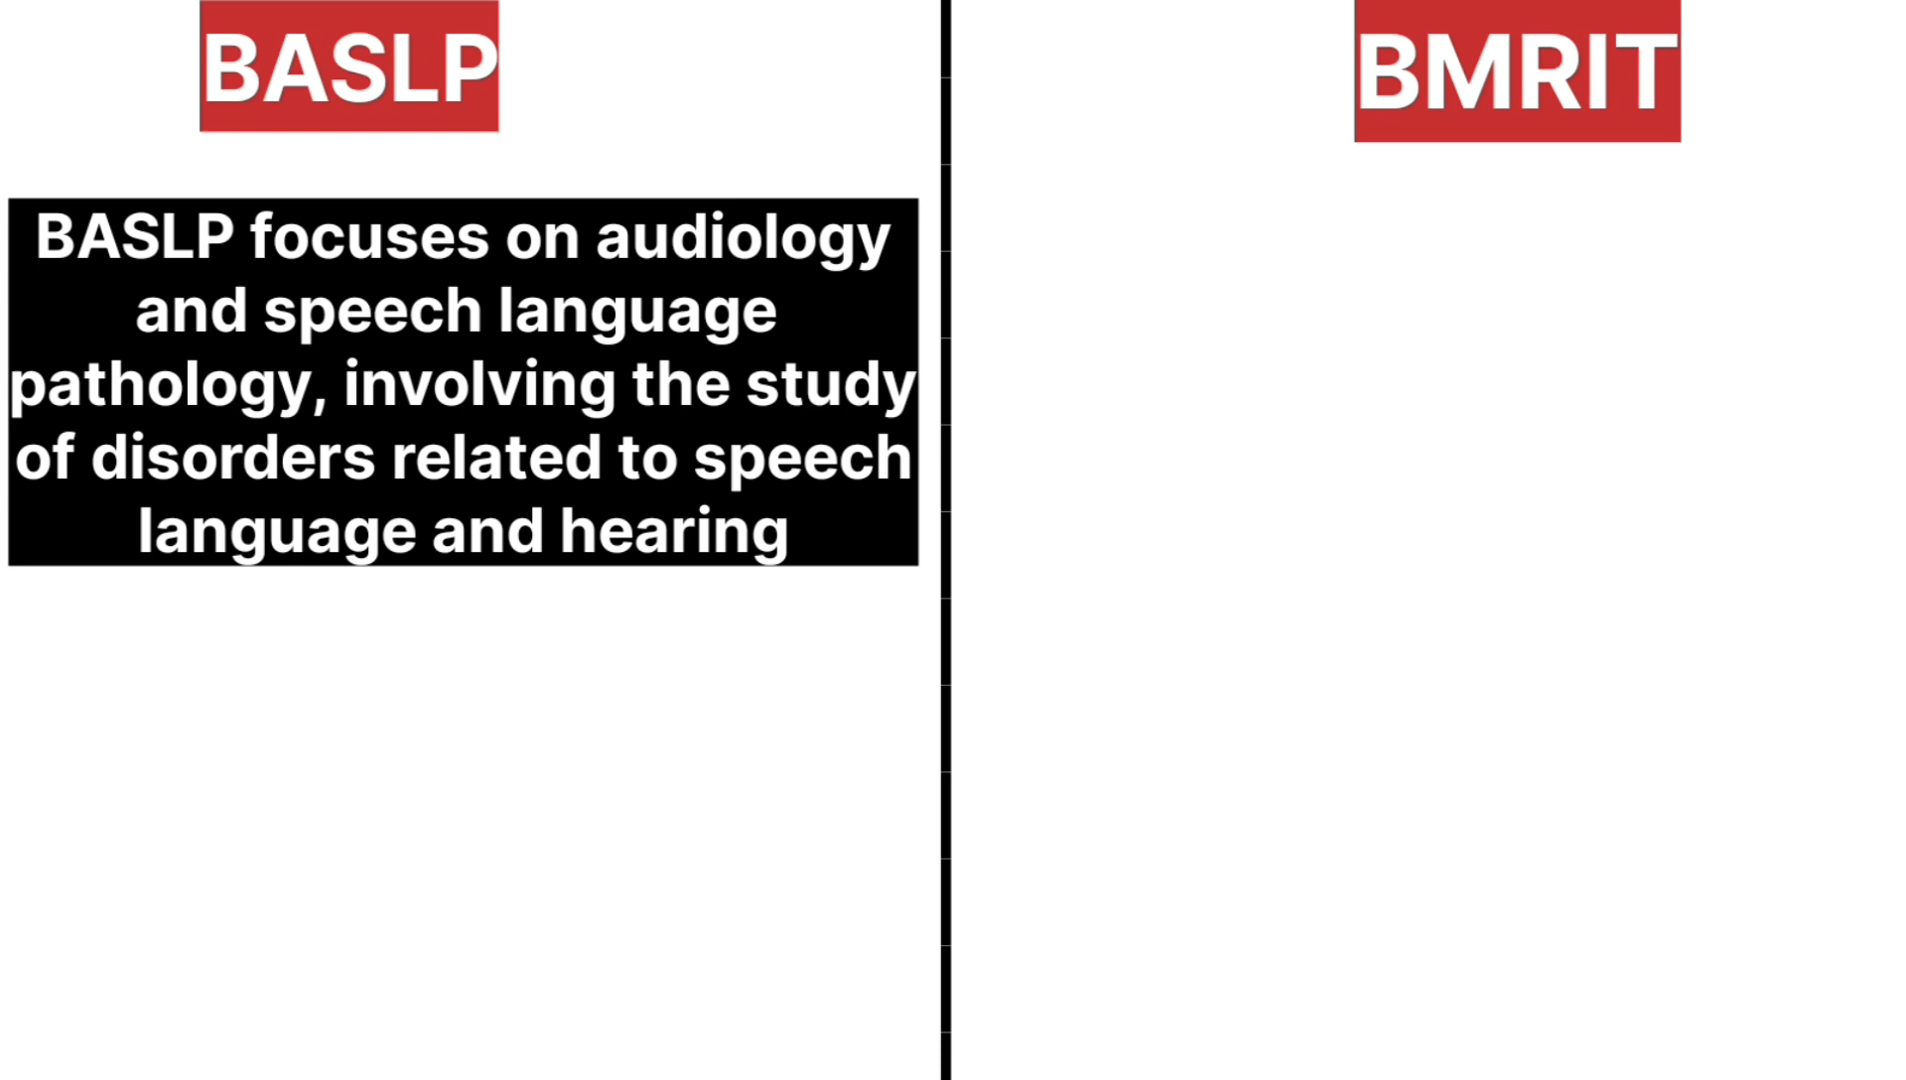 BASLP
BMRIT
BASLP focuses on audiology
and speech language
pathology, involving the study
of disorders related to speech
language and hearing